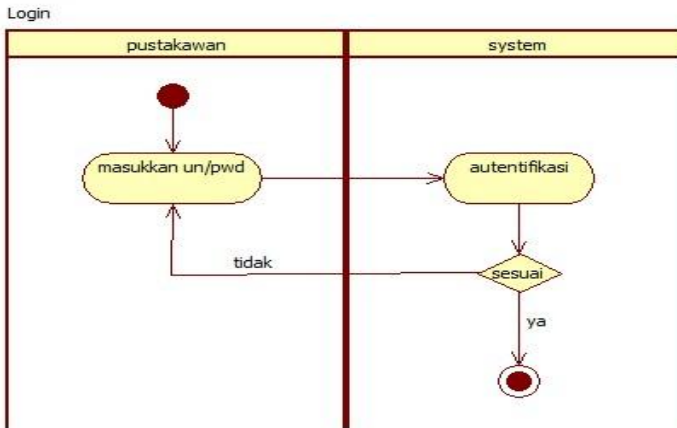 Login
pustakawan
system
masukkan un/pwd
autentifikasi
tidak
sesuai
ya